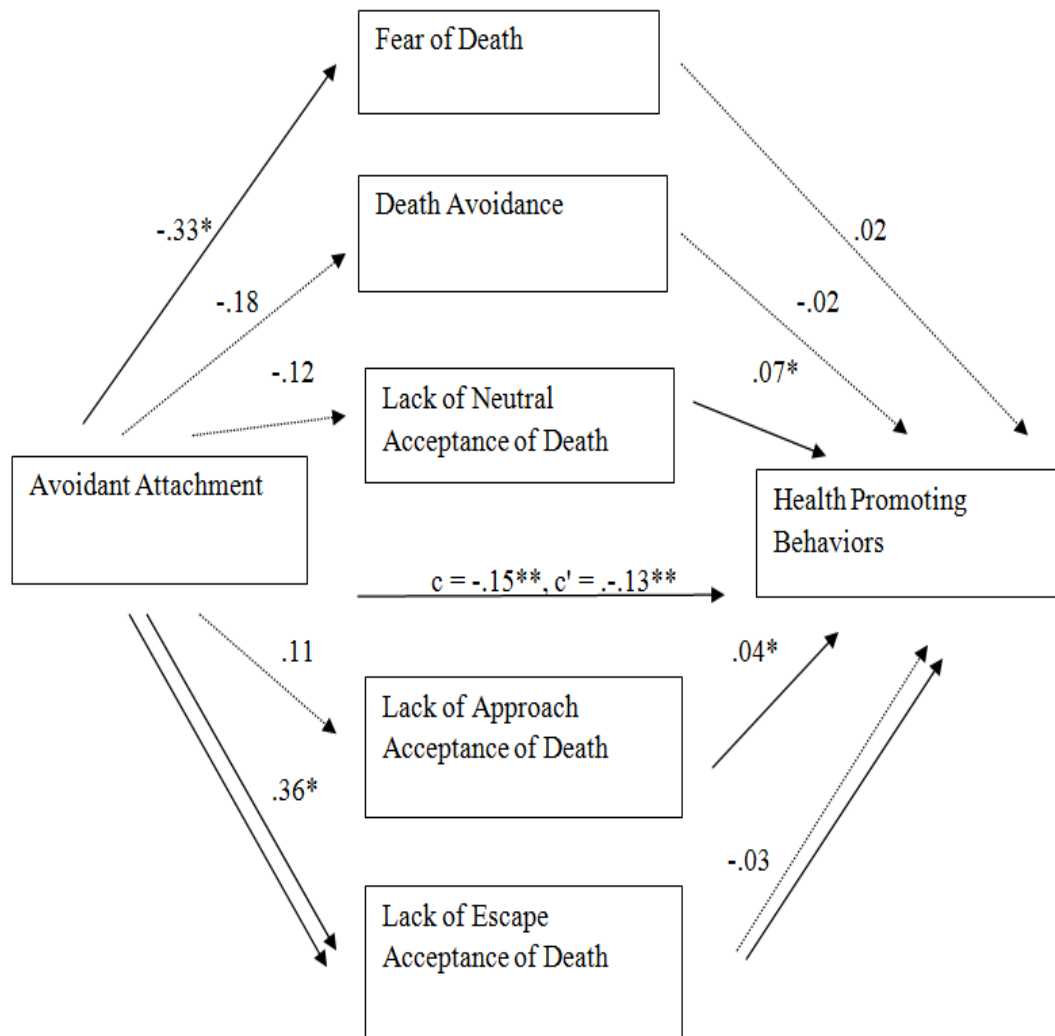 Fear of Death
Death Avoidance
-.33*
.02
-.18
-.02
-.12
.07*
Lack of Neutral
Acceptance of Death
Avoidant Attachment
Health Promoting
Behaviors
c = -.15**, c' = .-.13**
.11
.04*
Lack of Approach
Acceptance of Death
.36*
-.03
Lack of Escape
Acceptance of Death